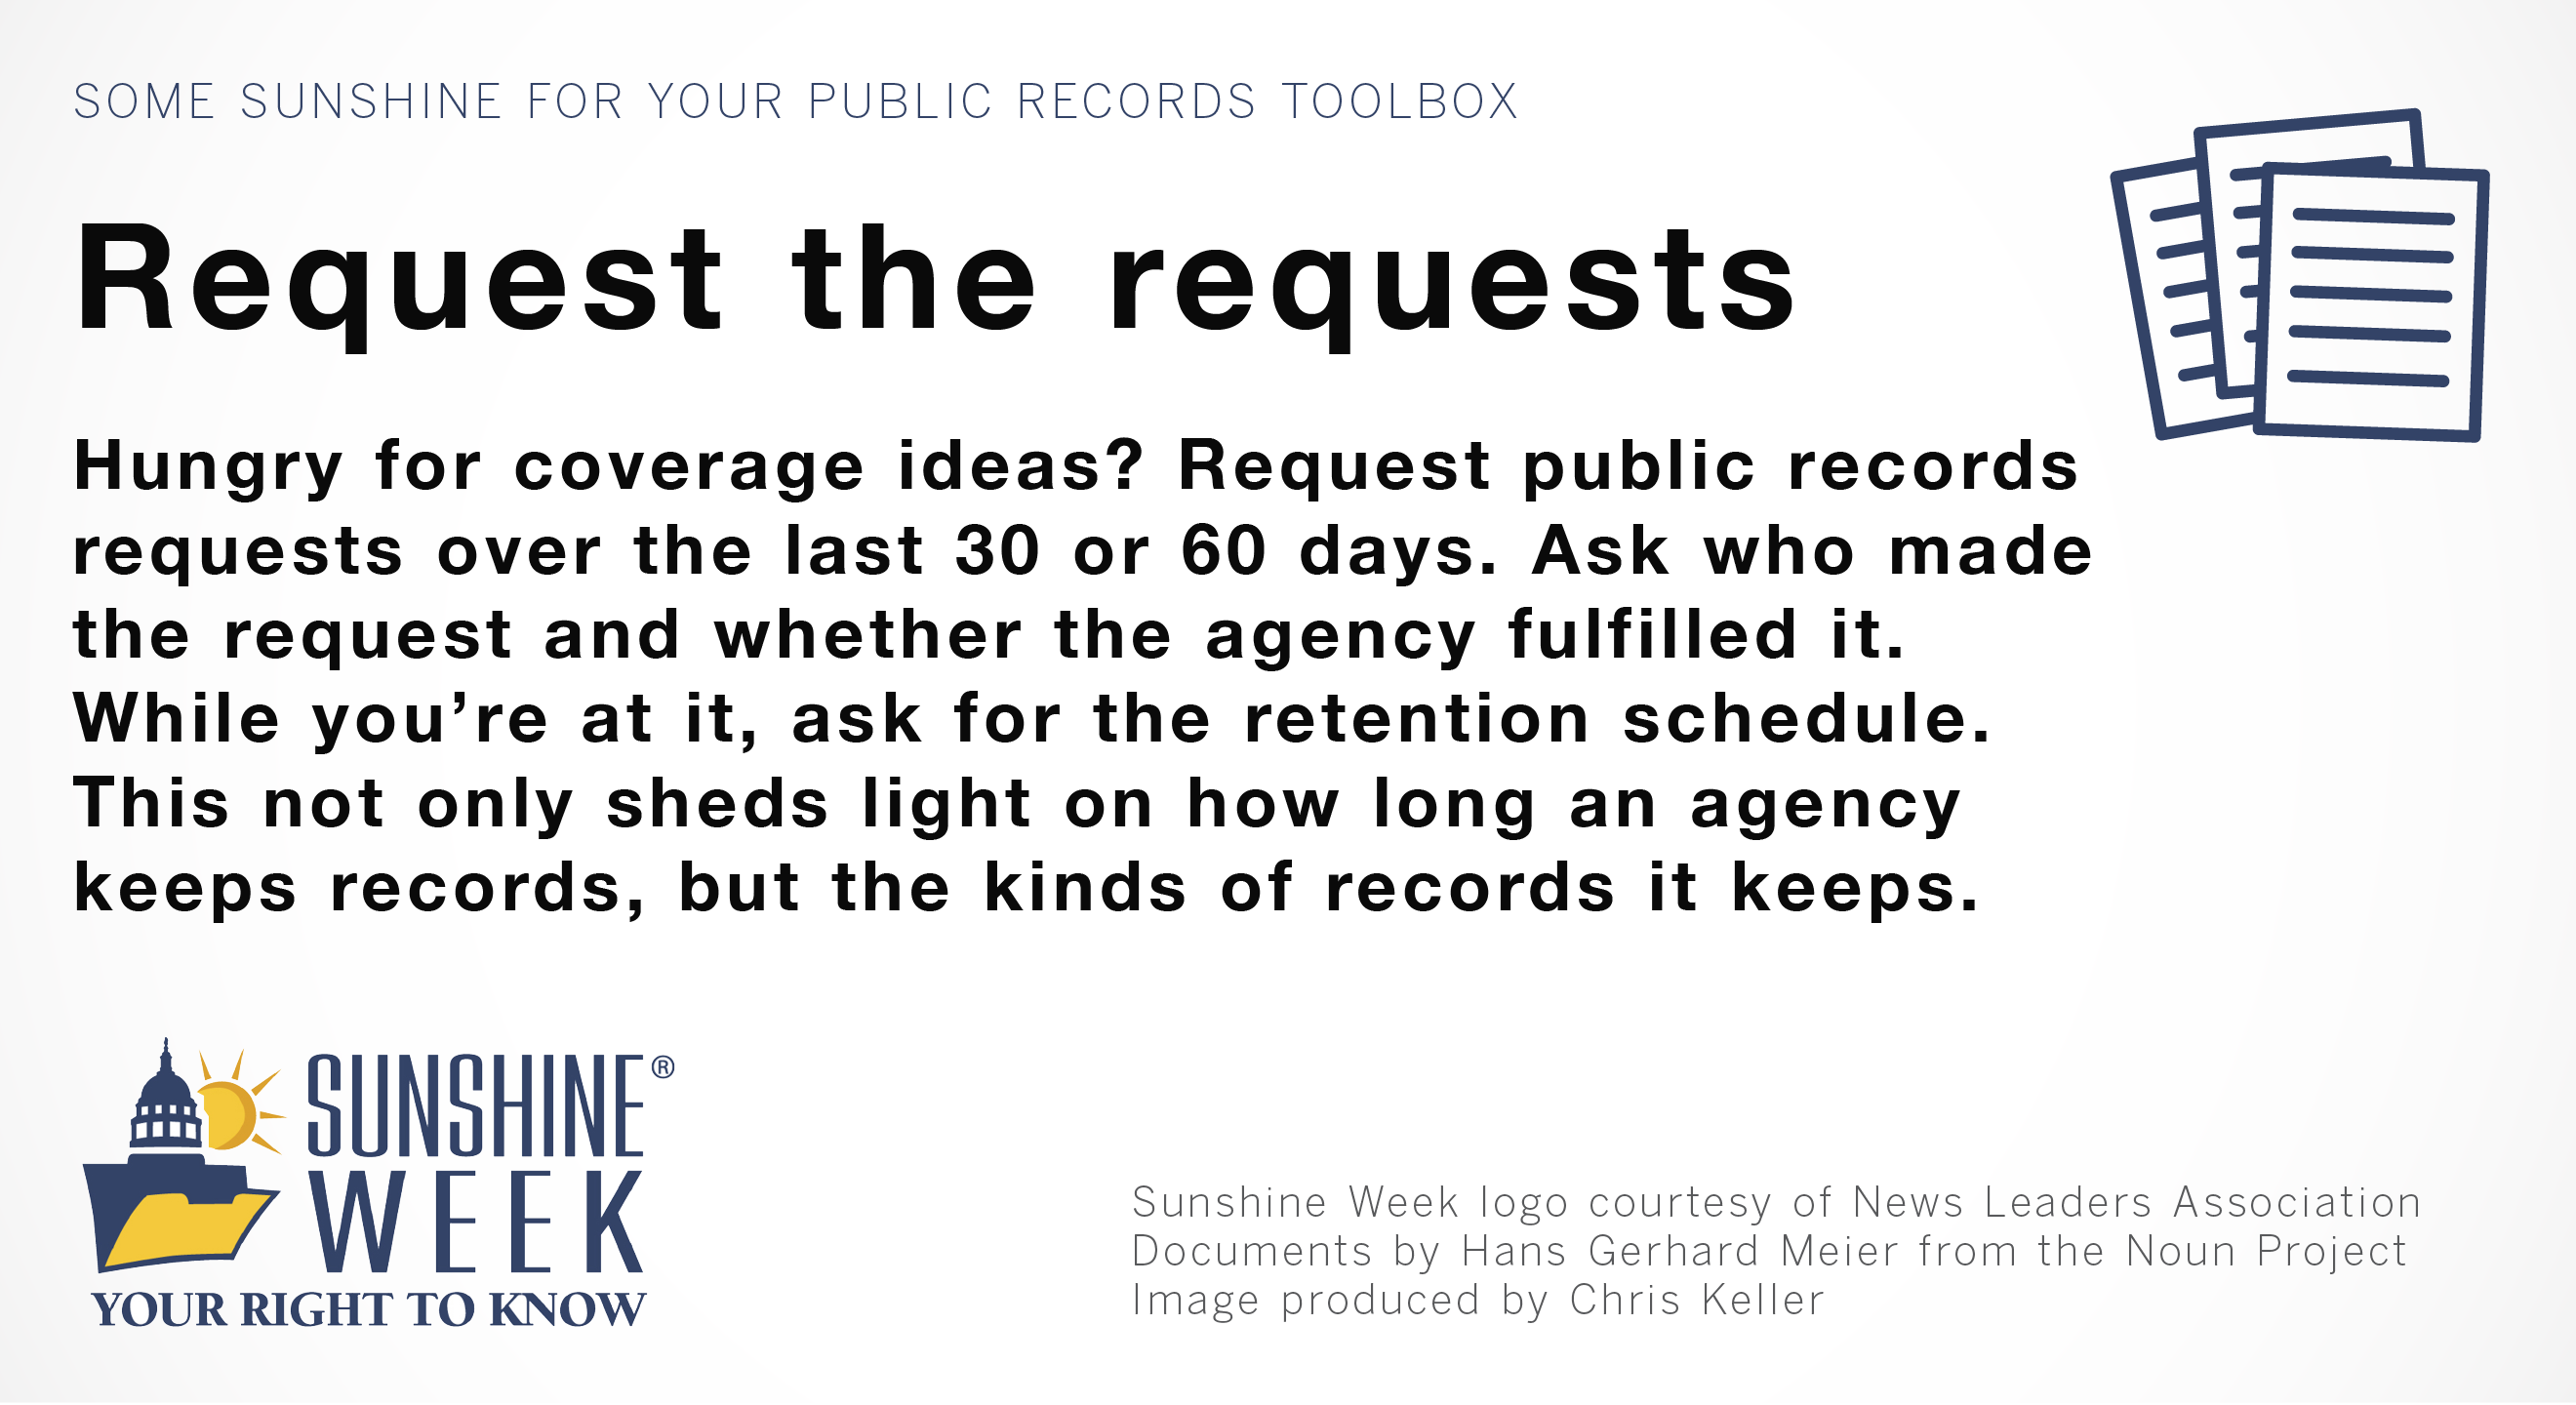 SOME SUNSHINE FOR YOUR PUBLIC RECORDS TOOLBOX
Request the requests
Hungry for coverage ideas? Request public records
requests over the last 30 or 60 days. Ask who made
the request and whether the agency fulfilled it.
While you’re at it, ask for the retention schedule.
This not only sheds light on how long an agency
keeps records, but the kinds of records it keeps.
SUNSHINE®
WEEK
YOUR RIGHT TO KNOW
Sunshine Week logo courtesy of News Leaders Association
Documents by Hans Gerhard Meier from the Noun Project
Image produced by Chris Keller